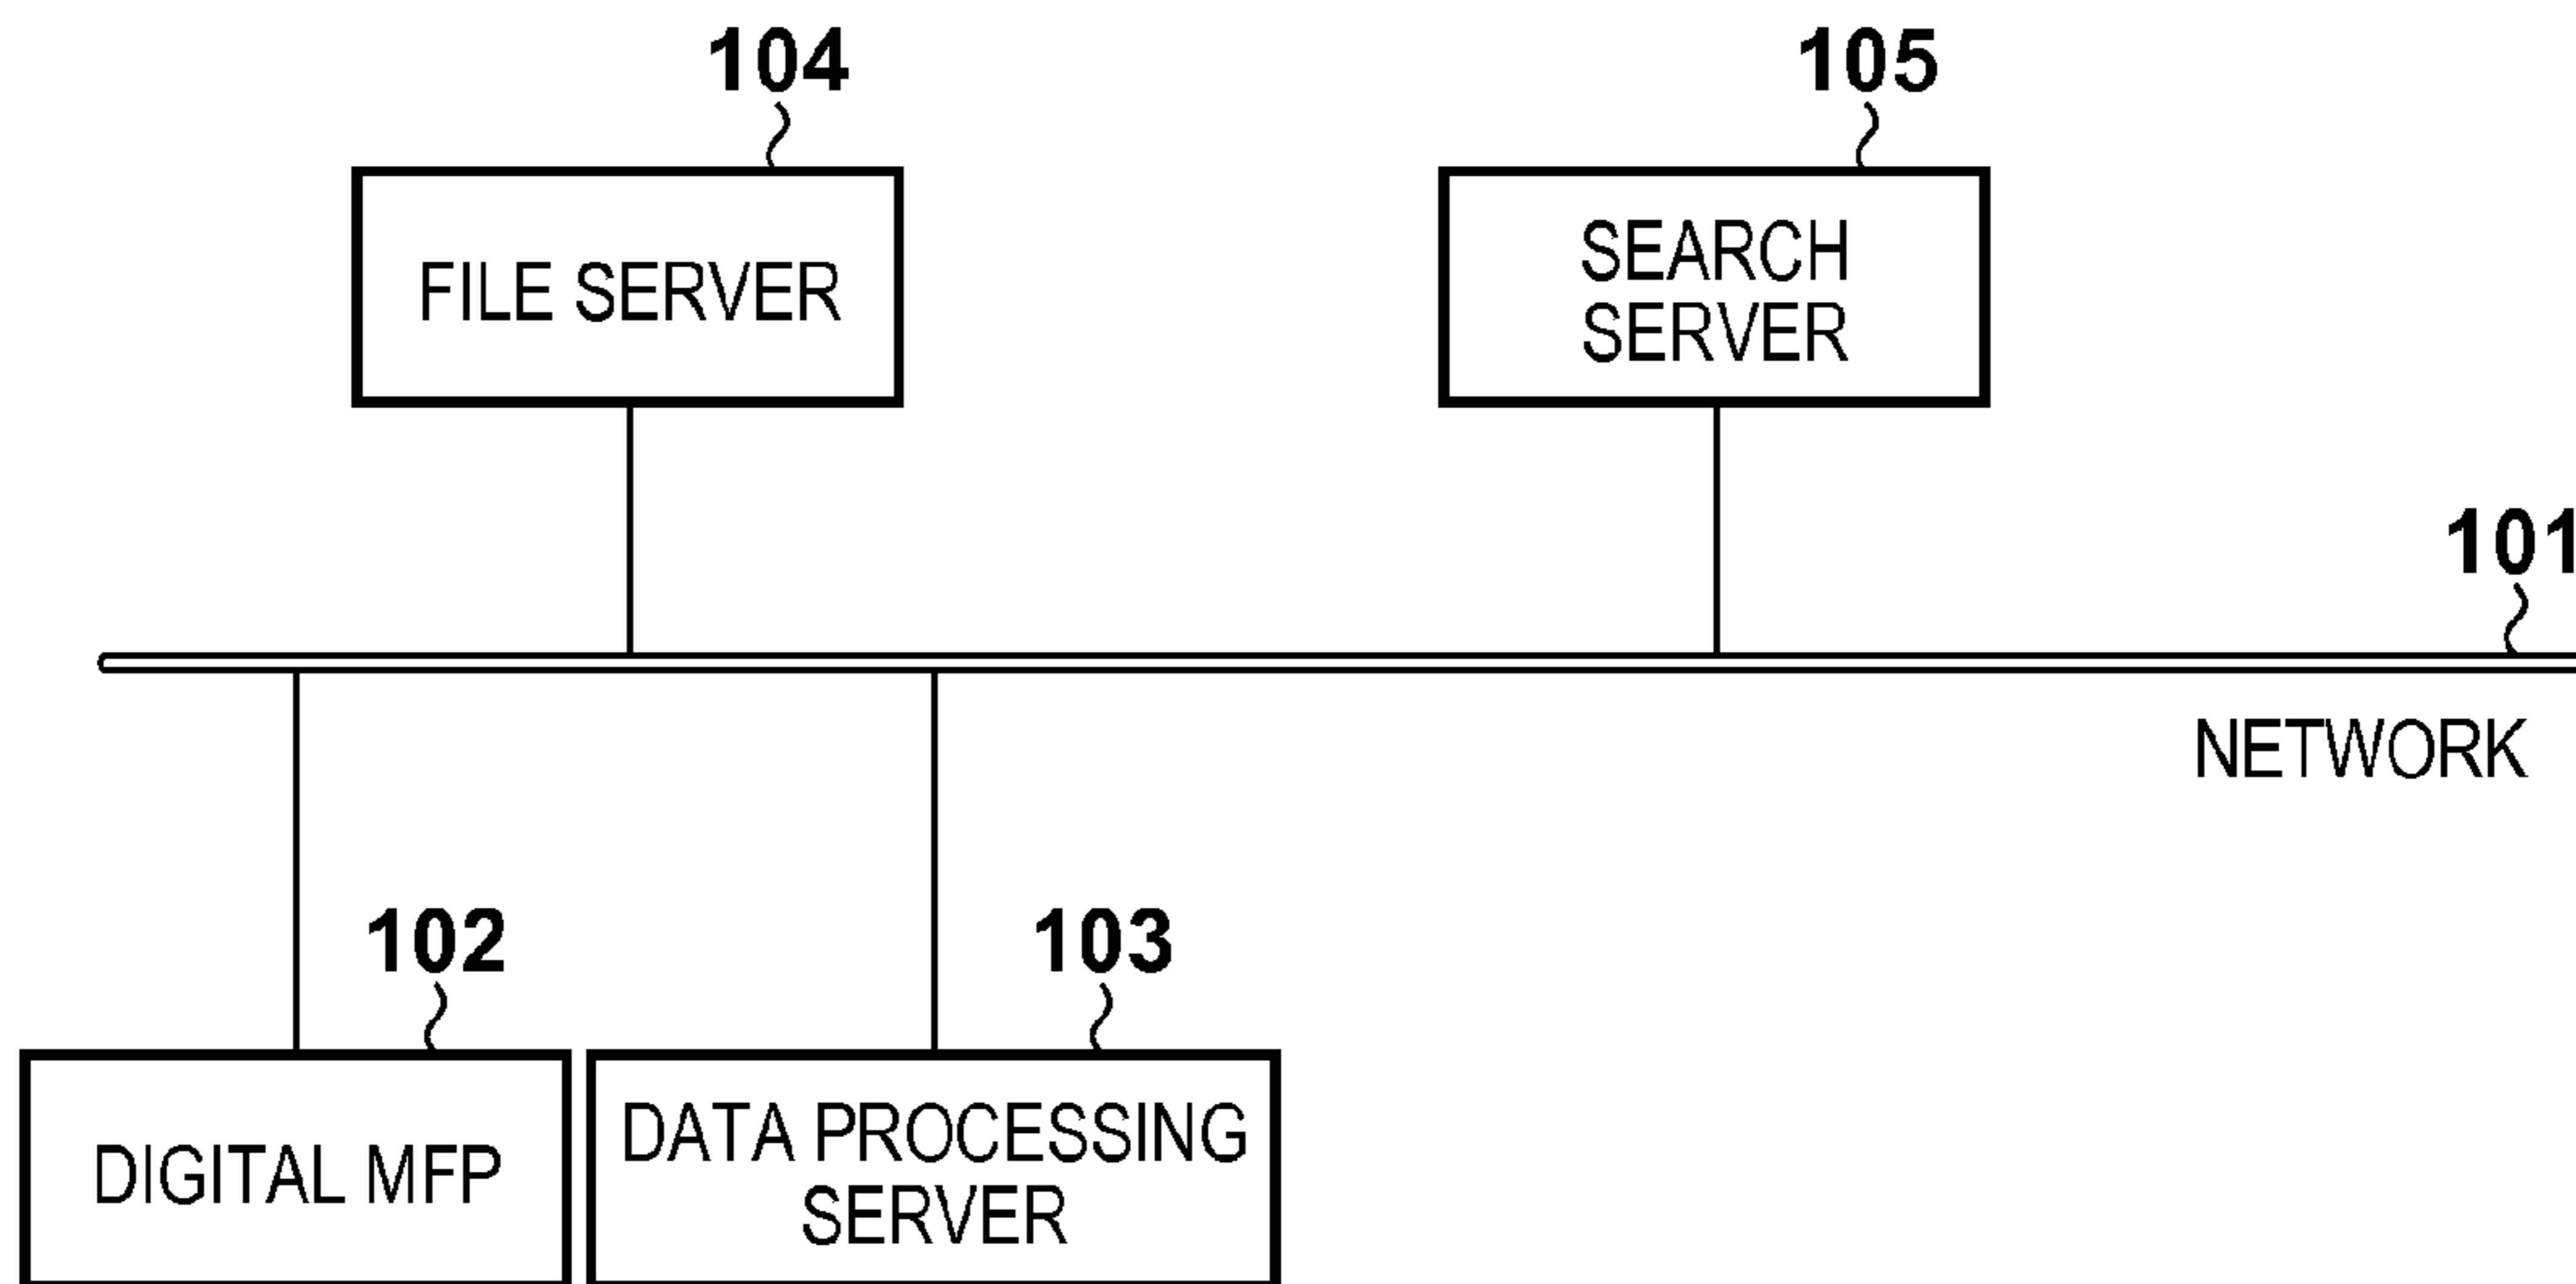 104
105
FILE SERVER
SEARCH
SERVER
101
NETWORK
102
103
DIGITAL MFP
DATA PROCESSING
SERVER